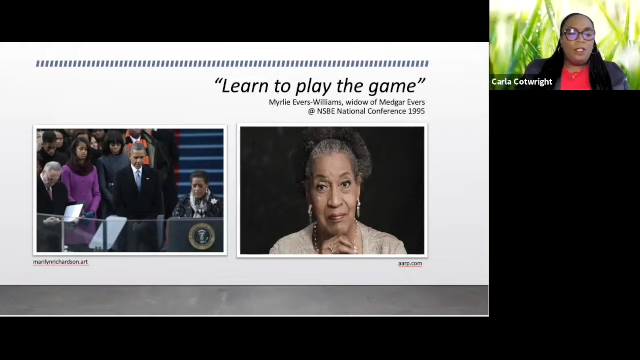 “Learn to play the game”
Myrlie Evers-Williams, widow of Medgar Evers
@ NSBE National Conference 1995
marilynrichardson.art
aarp.com
Carla Cotwright